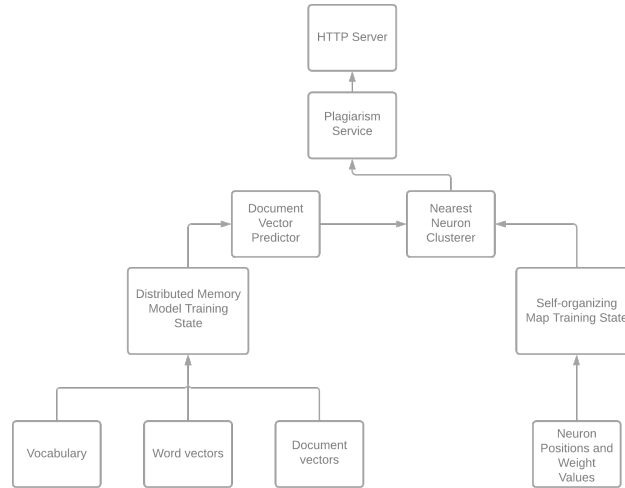 HTTP Server
Plagiarism
Service
Document
Vector
Predictor
Nearest
Neuron
Clusterer
Distributed Memory
Model Training
State
Self-organizing
Map Training State
Vocabulary
Word vectors
Document
vectors
Neuron
Positions and
Weight
Values